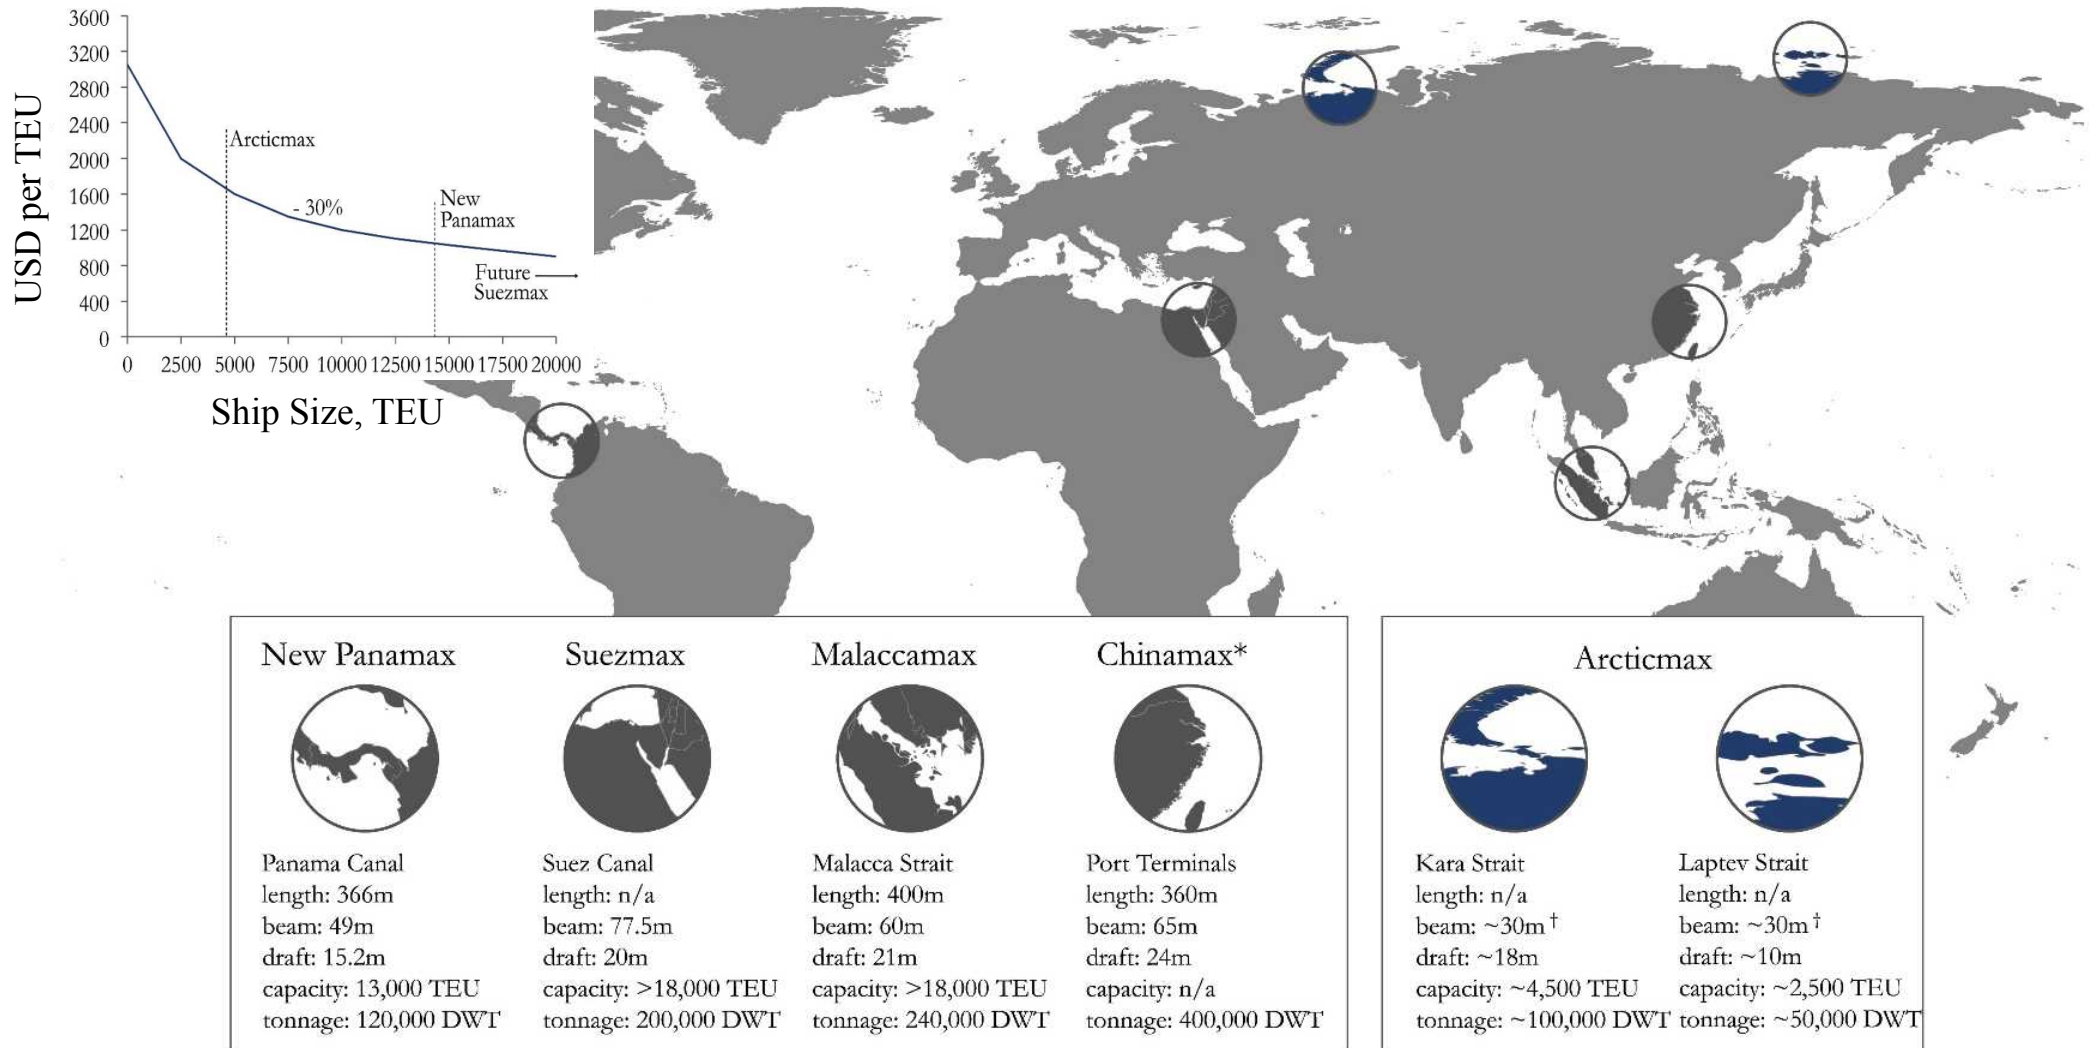 3600
3200
2800
2400
2000
1600
1200
800
400
0
USD per TEU
Arcticmax
- 30%
New
Panamax
Future
Suezmax
0 2500 5000 7500 10000 12500 15000 17500 20000
Ship Size, TEU
New Panamax
Panama Canal
length: 366m
beam: 49m
draft: 15.2m
capacity: 13,000 TEU
tonnage: 120,000 DWT
Suezmax
Suez Canal
length: n/a
beam: 77.5m
draft: 20m
capacity: >18,000 TEU
tonnage: 200,000 DWT
Malaccamax
Malacca Strait
length: 400m
beam: 60m
draft: 21m
capacity: >18,000 TEU
tonnage: 240,000 DWT
Chinamax*
Port Terminals
length: 360m
beam: 65m
draft: 24m
capacity: n/a
tonnage: 400,000 DWT
Arcticmax
Kara Strait
length: n/a
beam: ~30m †
draft: ~18m
capacity: ~4,500 TEU
tonnage: ~100,000 DWT
Laptev Strait
length: n/a
beam: ~30m †
draft: ~10m
capacity: ~2,500 TEU
tonnage: ~50,000 DWT